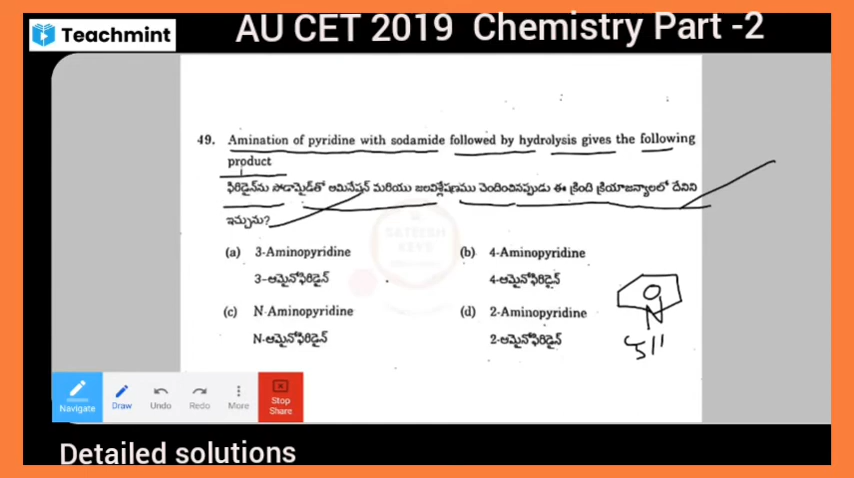 Teachmint
AU CET 2019 Chemistry Part -2
49. Amination of pyridine with sodamide followed by hydrolysis gives the following
product
ఫిరిడైన్‌ను సోడామైడ్‌తో అమినేషన్ మరియు జలవిశ్లేషణము చెందించినప్పుడు ఈ క్రింది క్రియాజన్యాలలో దేనిని
ఇచ్చును?
(a) 3-Aminopyridine
(b) 4-Aminopyridine
3-అమైనోఫిరిడైన్
4-అమైనోఫిరిడైన్
(c) N-Aminopyridine
(d) 2-Aminopyridine
N-అమైనోఫిరిడైన్
2-అమైనోఫిరిడైన్
N
Navigate
Draw
Undo
Redo
More
Stop
Share
Detailed solutions